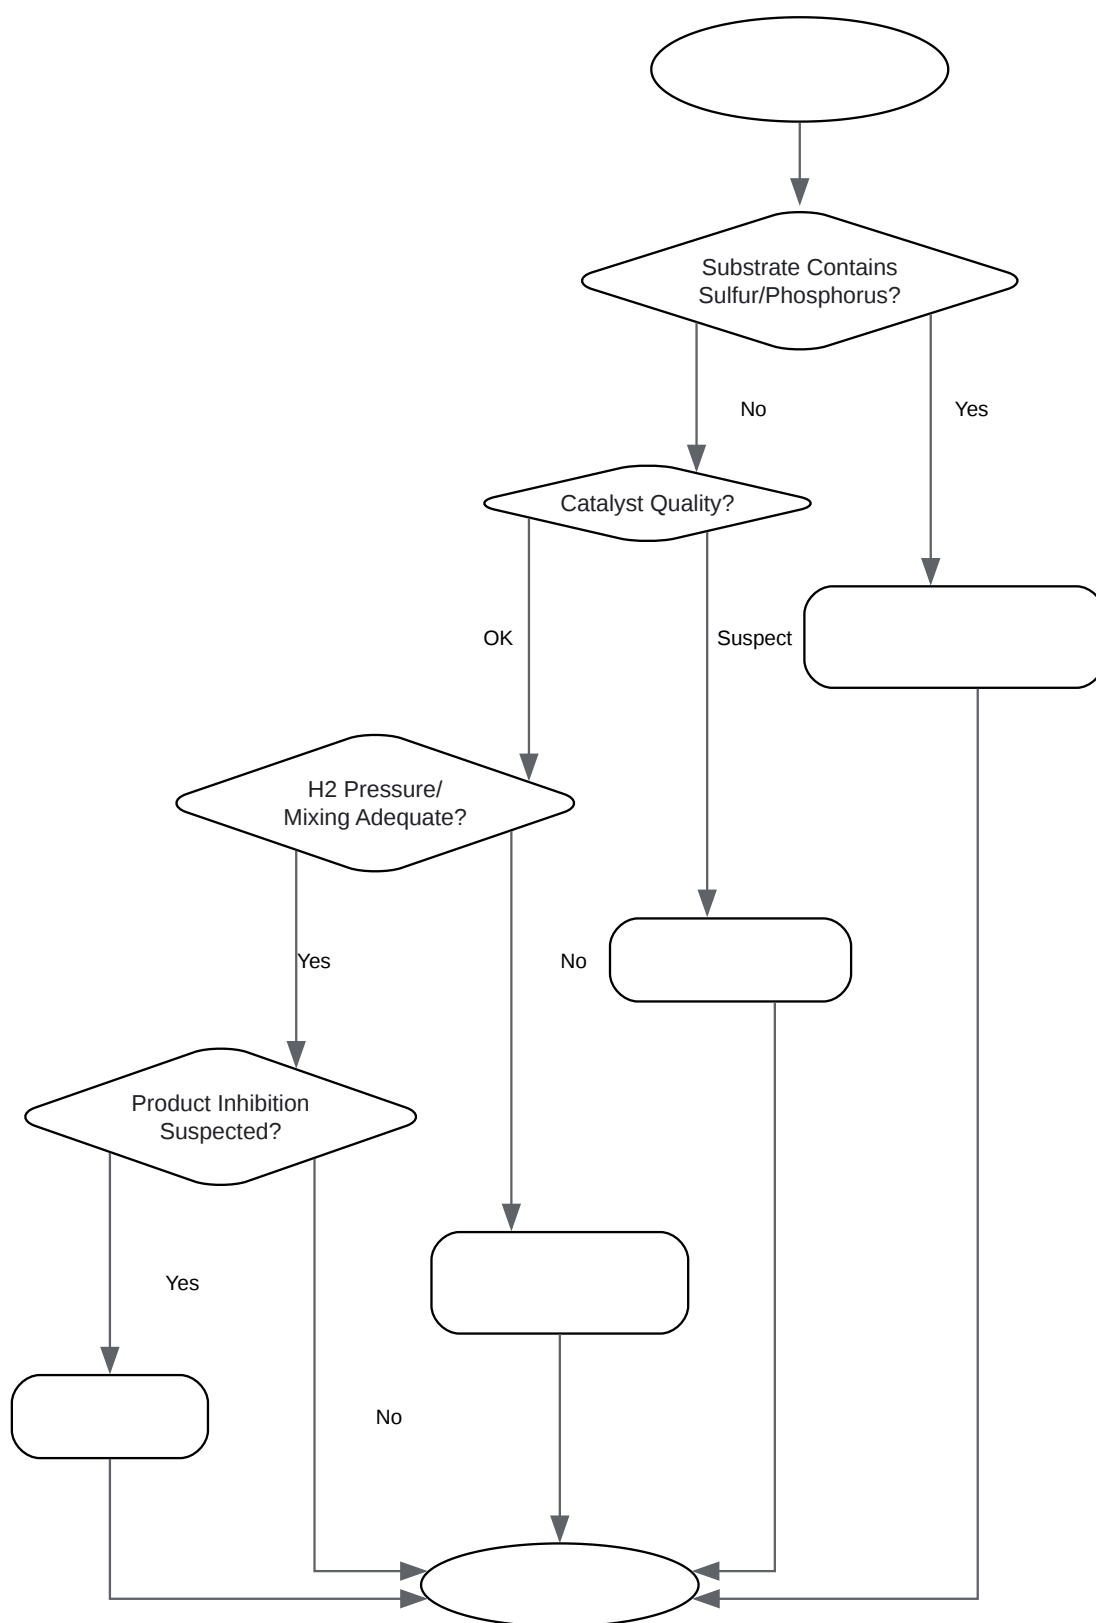 Substrate Contains
Sulfur/Phosphorus?
No
Yes
Catalyst Quality?
OK
Suspect
H2 Pressure/
Mixing Adequate?
Yes
No
Product Inhibition
Suspected?
Yes
No